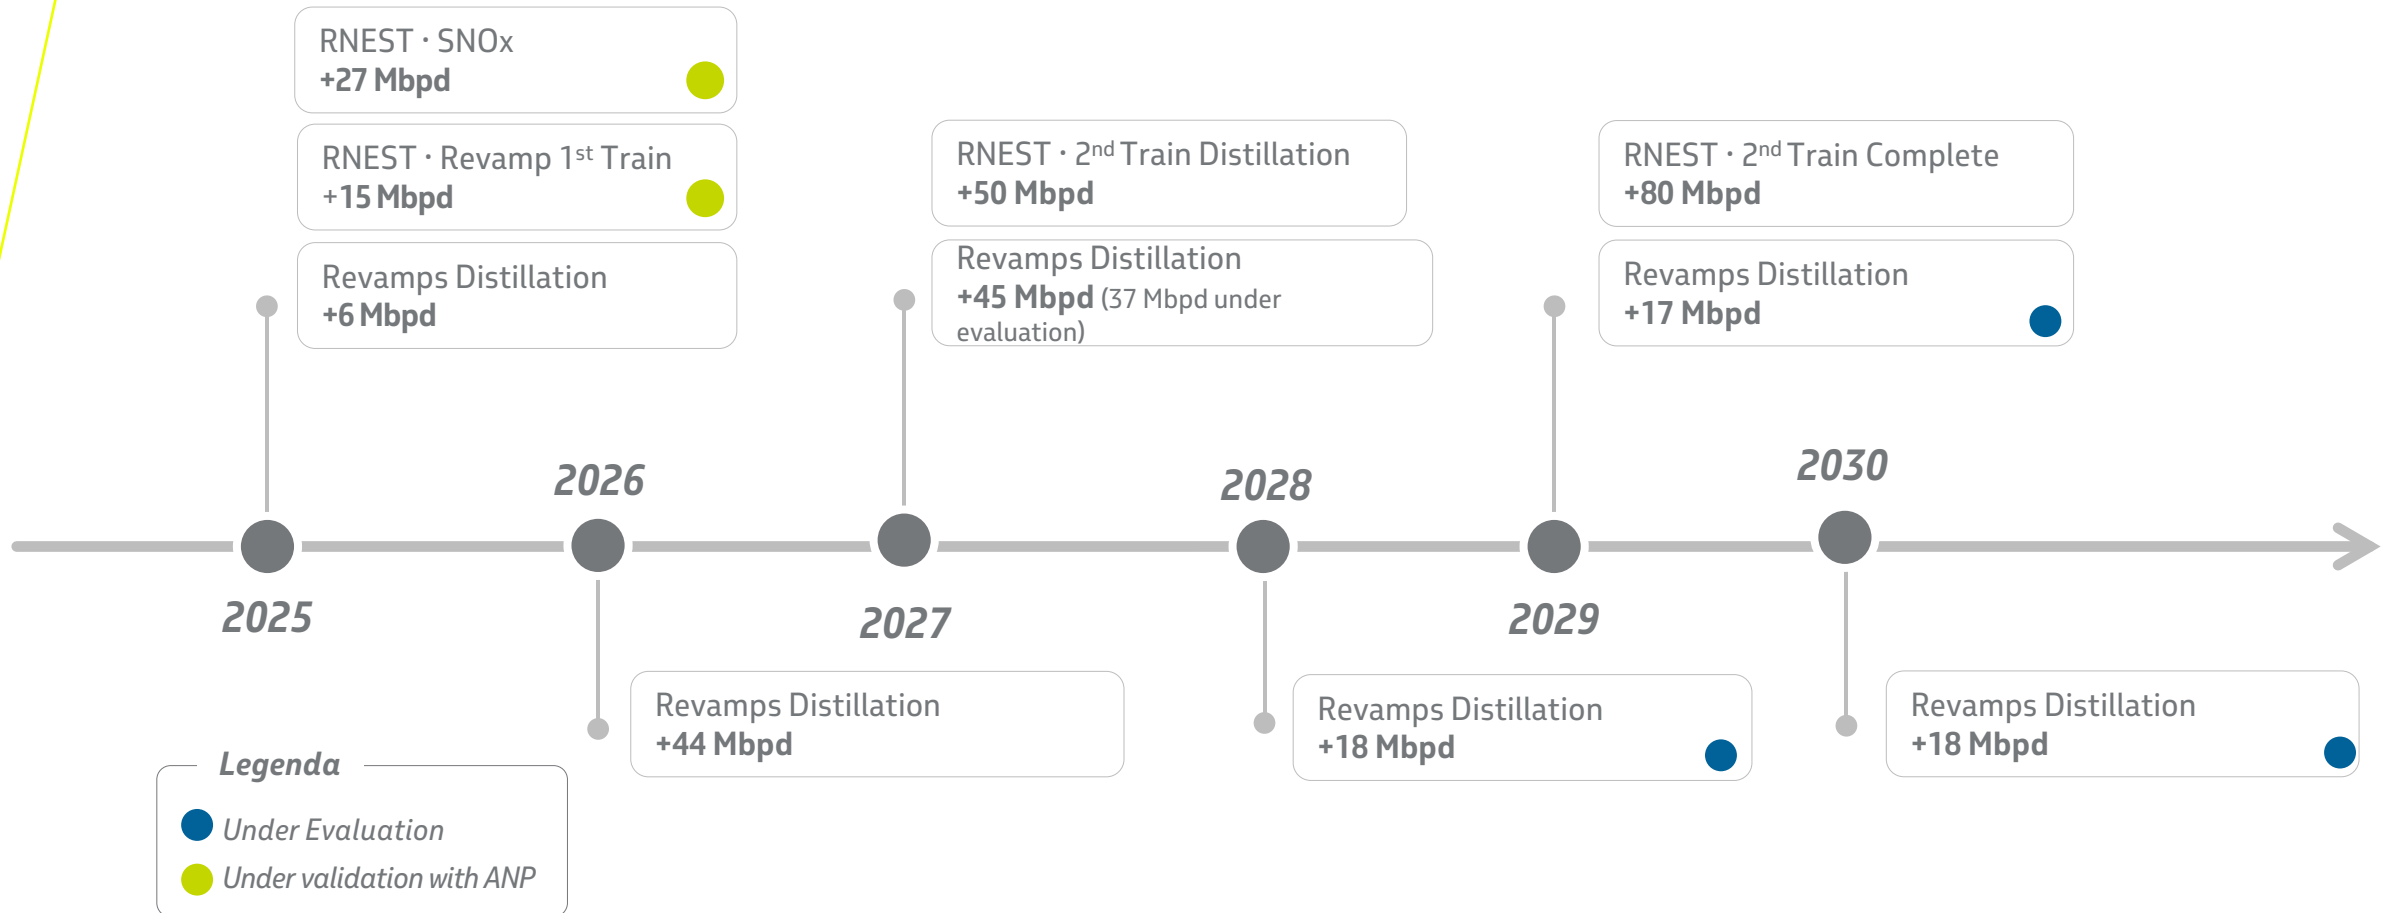 RNEST · SNOx
+27 Mbpd
RNEST · Revamp 1st Train
+15 Mbpd
Revamps Distillation
+6 Mbpd
RNEST · 2nd Train Distillation
+50 Mbpd
Revamps Distillation
+45 Mbpd (37 Mbpd under
evaluation)
RNEST · 2nd Train Complete
+80 Mbpd
Revamps Distillation
+17 Mbpd
2025
2026
2027
2028
2029
2030
Revamps Distillation
+44 Mbpd
Revamps Distillation
+18 Mbpd
Revamps Distillation
+18 Mbpd
Legenda
Under Evaluation
Under validation with ANP